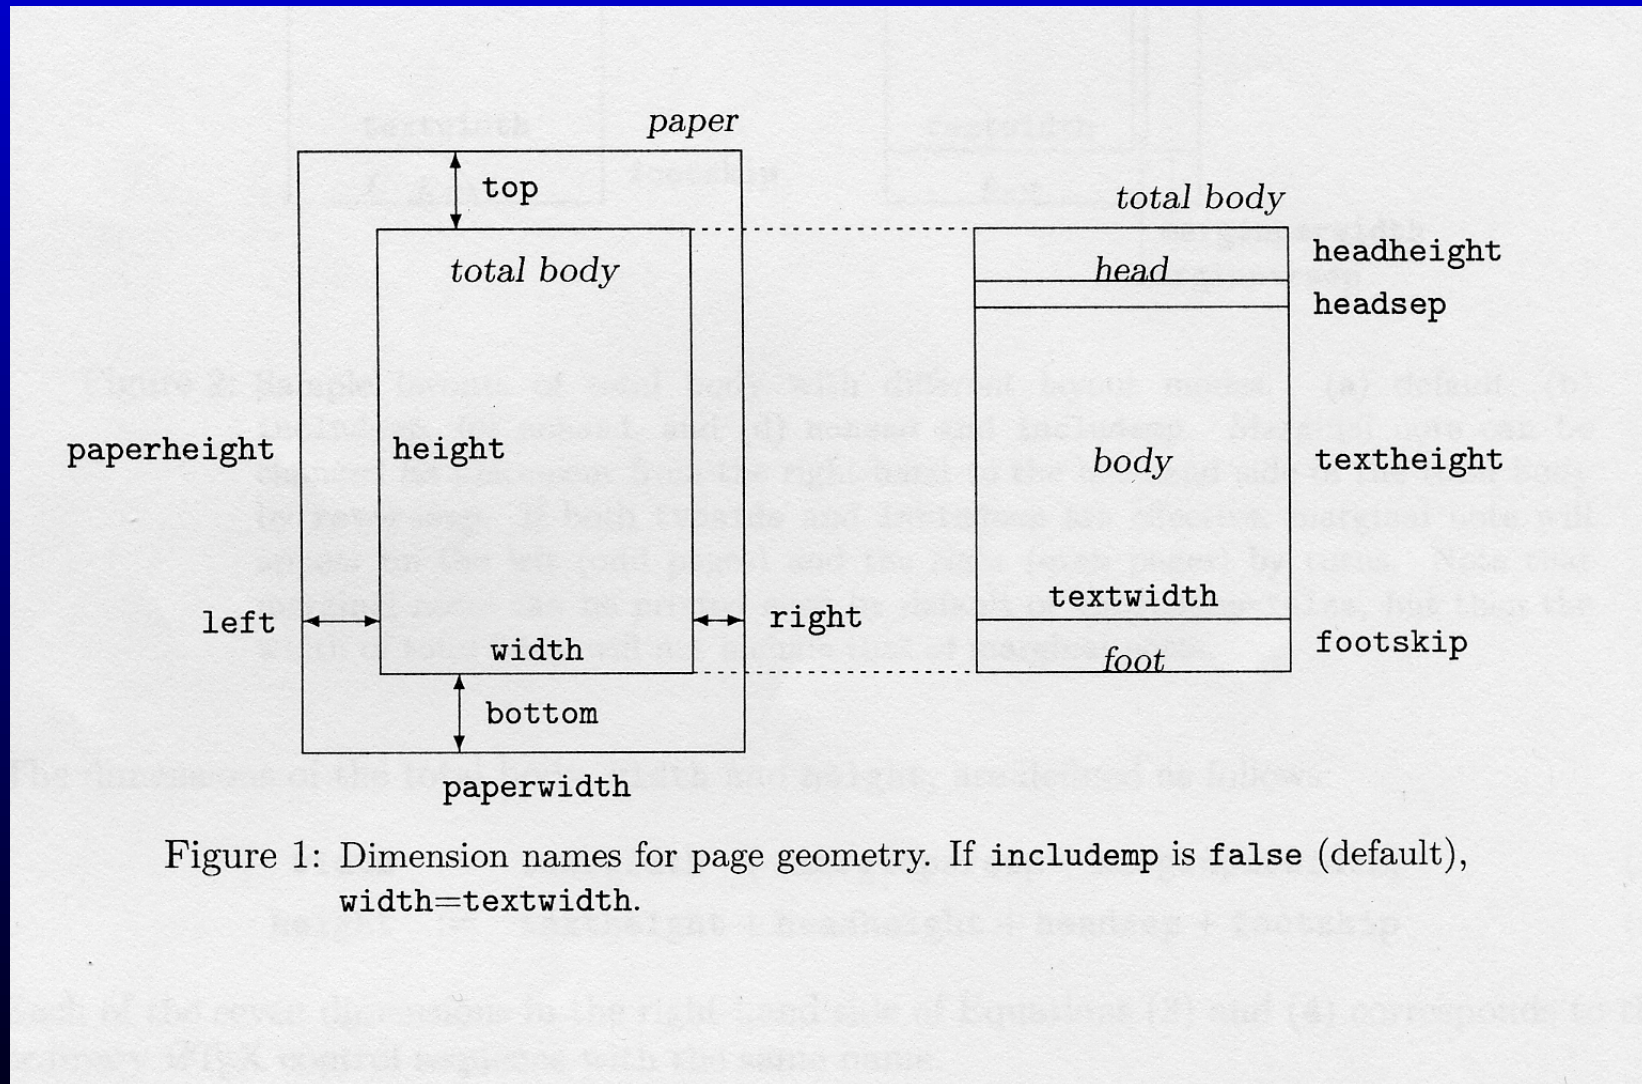 paper
top
total body
total body
headheight
head
headsep
paperheight
height
body
textheight
textwidth
left
right
width
footskip
foot
bottom
paperwidth
Figure 1: Dimension names for page geometry. If includemp is false (default),
width=textwidth.